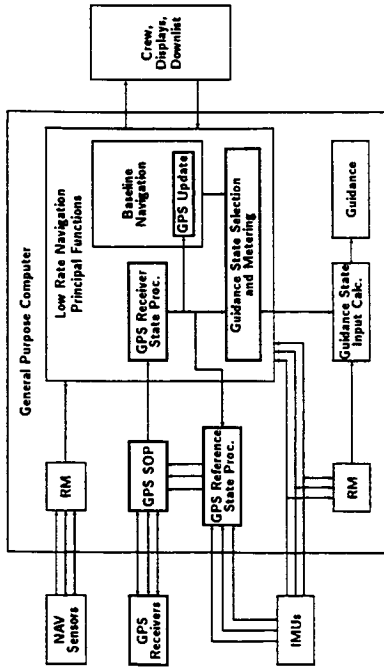 General Purpose Computer
NAV
Sensors
RM
Low Rate Navigation
Principal Functions
Baseline
Navigation
GPS Update
Crew,
Displays,
Downlist
GPS
Receivers
GPS SOP
GPS Receiver
State Proc.
GPS Reference
State Proc.
Guidance State Selection
and Metering
IMUs
RM
Guidance State
Input Calc.
Guidance